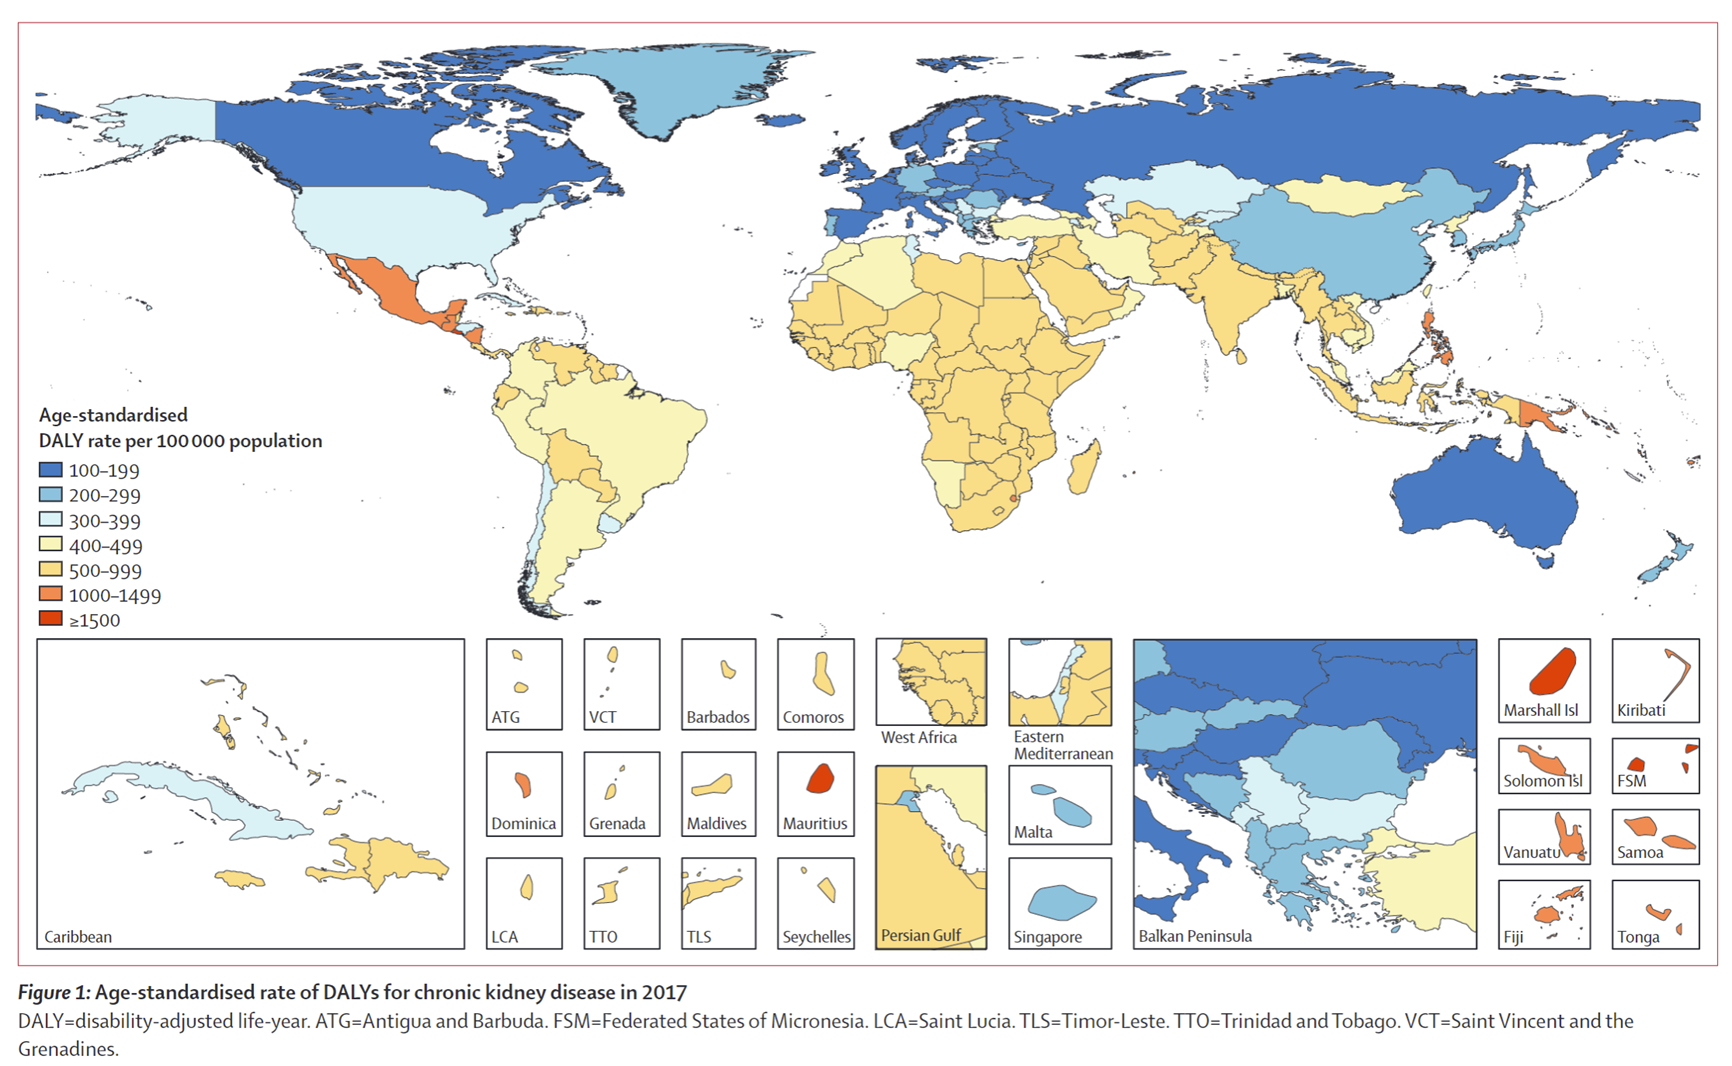 Age-standardised
DALY rate per 100 000 population
100–199
200–299
300–399
400–499
500–999
1000–1499
≥1500
Caribbean
ATG
VCT
Barbados
Comoros
Dominica
Grenada
Maldives
Mauritius
LCA
TTO
TLS
Seychelles
West Africa
Eastern
Mediterranean
Persian Gulf
Malta
Singapore
Balkan Peninsula
Marshall Isl
Kiribati
Solomon Isl
FSM
Vanuatu
Samoa
Fiji
Tonga
Figure 1: Age-standardised rate of DALYs for chronic kidney disease in 2017
DALY=disability-adjusted life-year. ATG=Antigua and Barbuda. FSM=Federated States of Micronesia. LCA=Saint Lucia. TLS=Timor-Leste. TTO=Trinidad and Tobago. VCT=Saint Vincent and the
Grenadines.